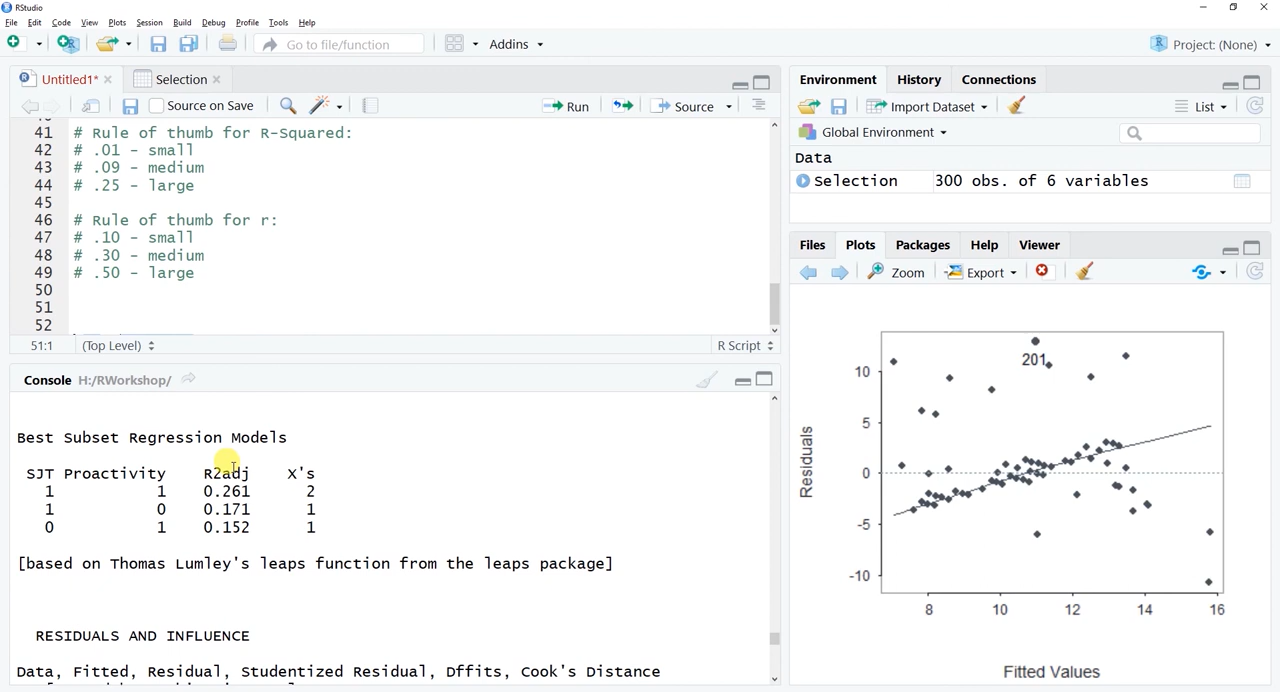 RStudio
File Edit Code View Plots Session Build Debug Profile Tools Help
Go to file/function Addins Project: (None)
Untitled1* Selection
Source on Save Run Source
41 # Rule of thumb for R-Squared:
42 # .01 - small
43 # .09 - medium
44 # .25 - large
45
46 # Rule of thumb for r:
47 # .10 - small
48 # .30 - medium
49 # .50 - large
50
51
52
51:1 (Top Level) R Script
Console H:/RWorkshop/
Best Subset Regression Models
SJT Proactivity R2adj X's
1 1 0.261 2
1 0 0.171 1
0 1 0.152 1
[based on Thomas Lumley's leaps function from the leaps package]
RESIDUALS AND INFLUENCE
Data, Fitted, Residual, Studentized Residual, Dffits, Cook's Distance
Environment History Connections
Import Dataset List
Global Environment
Data
Selection 300 obs. of 6 variables
Files Plots Packages Help Viewer
Zoom Export
201
10
5
0
-5
-10
Residuals
8 10 12 14 16
Fitted Values